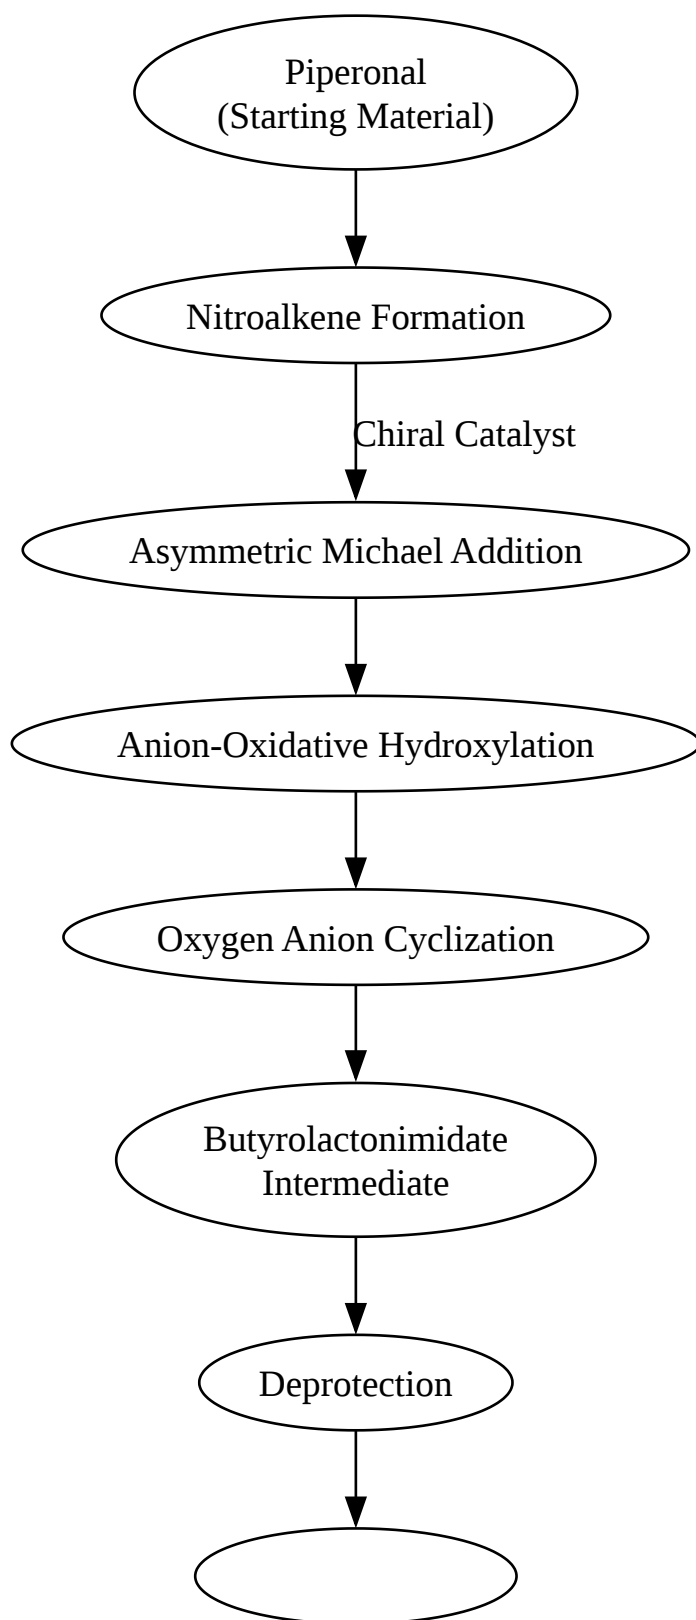 Piperonal
(Starting Material)
Nitroalkene Formation
Chiral Catalyst
Asymmetric Michael Addition
Anion-Oxidative Hydroxylation
Oxygen Anion Cyclization
Butyrolactonimidate
Intermediate
Deprotection